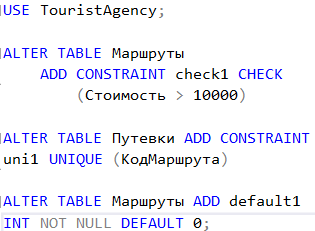 USE TouristAgency;
ALTER TABLE Маршруты
ADD CONSTRAINT check1 CHECK
(Стоимость > 10000)
ALTER TABLE Путевки ADD CONSTRAINT
uni1 UNIQUE (КодМаршрута)
ALTER TABLE Маршруты ADD default1
INT NOT NULL DEFAULT 0;